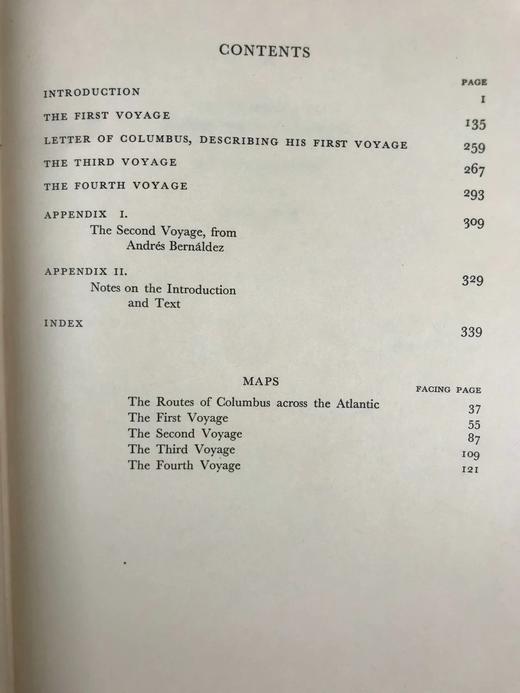 CONTENTS
PAGE
INTRODUCTION 1
THE FIRST VOYAGE 135
LETTER OF COLUMBUS, DESCRIBING HIS FIRST VOYAGE 259
THE THIRD VOYAGE 267
THE FOURTH VOYAGE 293
APPENDIX I. 309
The Second Voyage, from
Andrés Bernáldez
APPENDIX II. 329
Notes on the Introduction
and Text
INDEX 339
MAPS
FACING PAGE
The Routes of Columbus across the Atlantic 37
The First Voyage 55
The Second Voyage 87
The Third Voyage 109
The Fourth Voyage 121